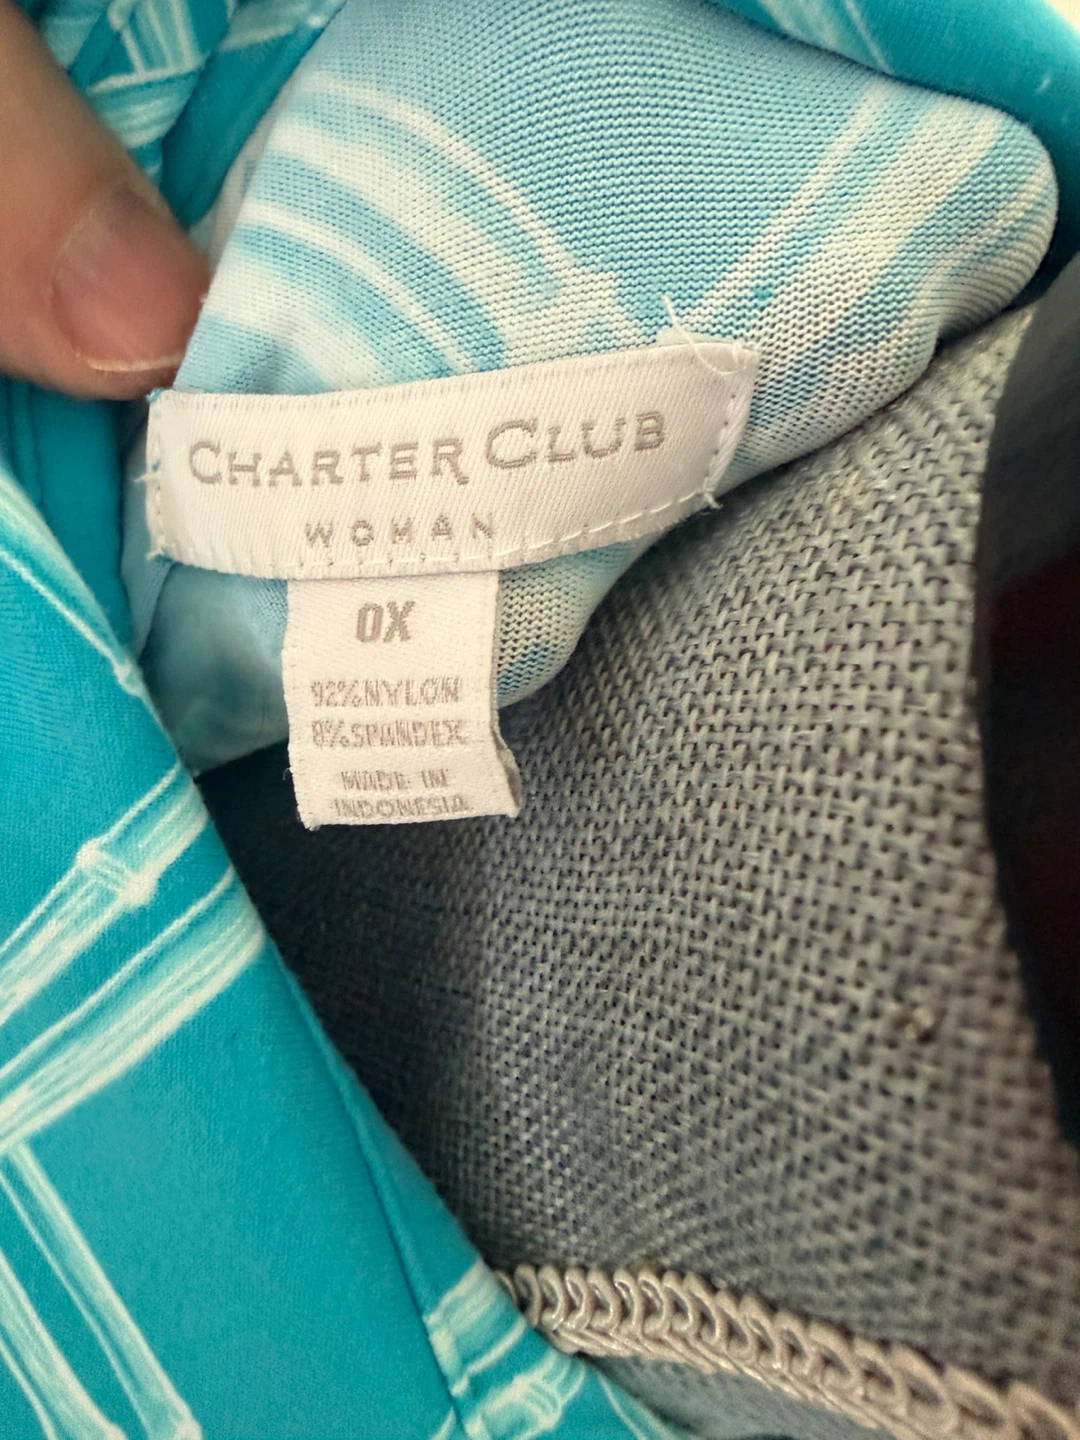 CHARTER CLUB
WOMAN
0X
92%NYLON
8%SPANDEX
MADE IN
INDONESIA